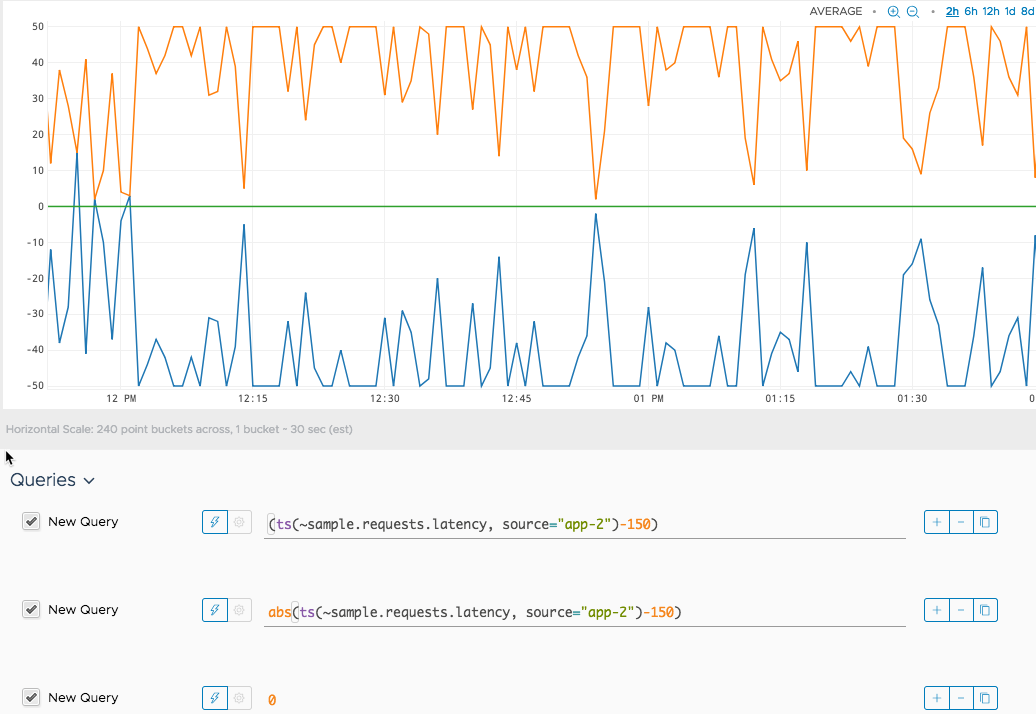 AVERAGE • • 2h 6h 12h 1d 8d
50
40
30
20
10
0
-10
-20
-30
-40
-50
12 PM 12:15 12:30 12:45 01 PM 01:15 01:30 0
Horizontal Scale: 240 point buckets across, 1 bucket ~ 30 sec (est)
Queries
New Query (ts(~sample.requests.latency, source="app-2")-150)
New Query abs(ts(~sample.requests.latency, source="app-2")-150)
New Query 0